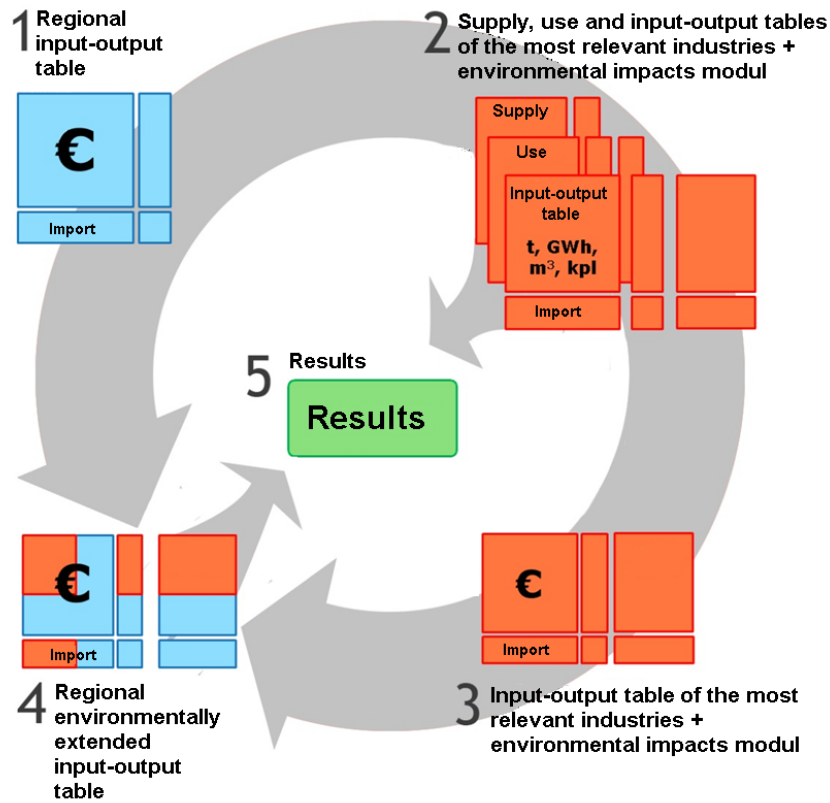 1 Regional
input-output
table
€
Import
2 Supply, use and input-output tables
of the most relevant industries +
environmental impacts modul
Supply
Use
Input-output
table
t, GWh,
m³, kpl
Import
5 Results
Results
€
Import
4 Regional
environmentally
extended
input-output
table
€
Import
3 Input-output table of the most
relevant industries +
environmental impacts modul